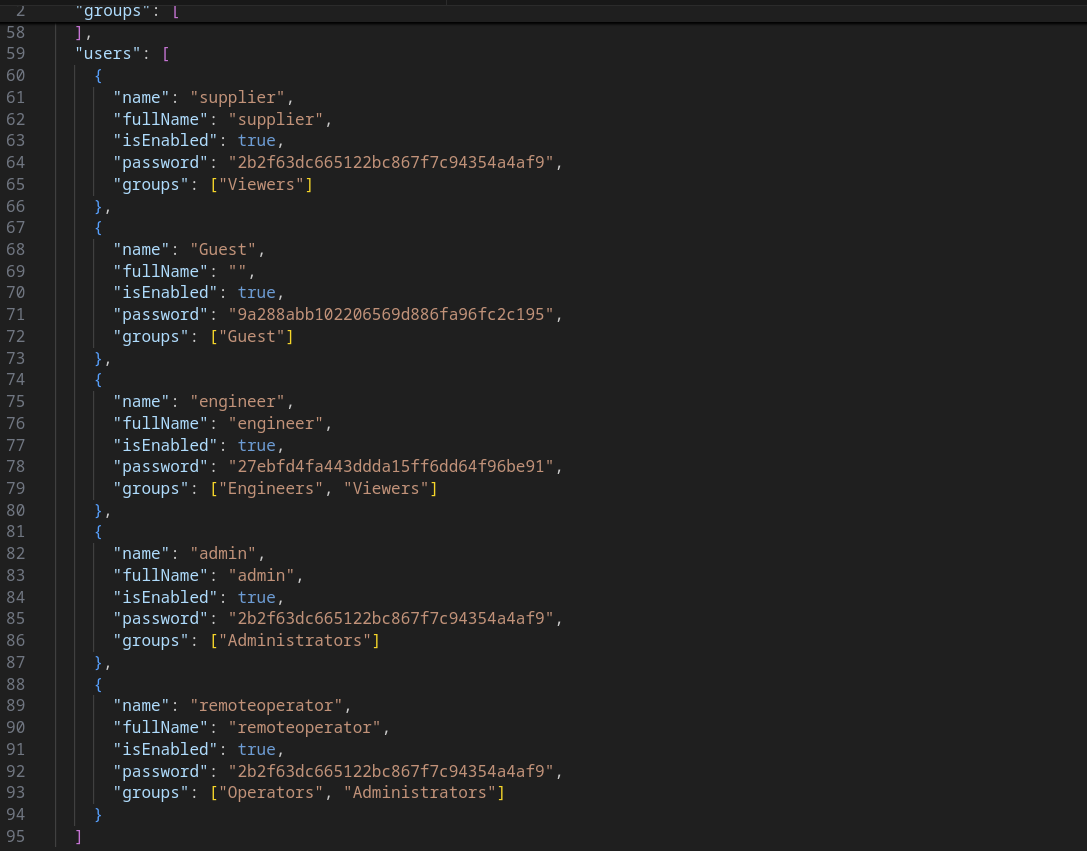 2 "groups": [
58 ],
59 "users": [
60 {
61 "name": "supplier",
62 "fullName": "supplier",
63 "isEnabled": true,
64 "password": "2b2f63dc665122bc867f7c94354a4af9",
65 "groups": ["Viewers"]
66 },
67 {
68 "name": "Guest",
69 "fullName": "",
70 "isEnabled": true,
71 "password": "9a288abb102206569d886fa96fc2c195",
72 "groups": ["Guest"]
73 },
74 {
75 "name": "engineer",
76 "fullName": "engineer",
77 "isEnabled": true,
78 "password": "27ebfd4fa443ddda15ff6dd64f96be91",
79 "groups": ["Engineers", "Viewers"]
80 },
81 {
82 "name": "admin",
83 "fullName": "admin",
84 "isEnabled": true,
85 "password": "2b2f63dc665122bc867f7c94354a4af9",
86 "groups": ["Administrators"]
87 },
88 {
89 "name": "remoteoperator",
90 "fullName": "remoteoperator",
91 "isEnabled": true,
92 "password": "2b2f63dc665122bc867f7c94354a4af9",
93 "groups": ["Operators", "Administrators"]
94 }
95 ]